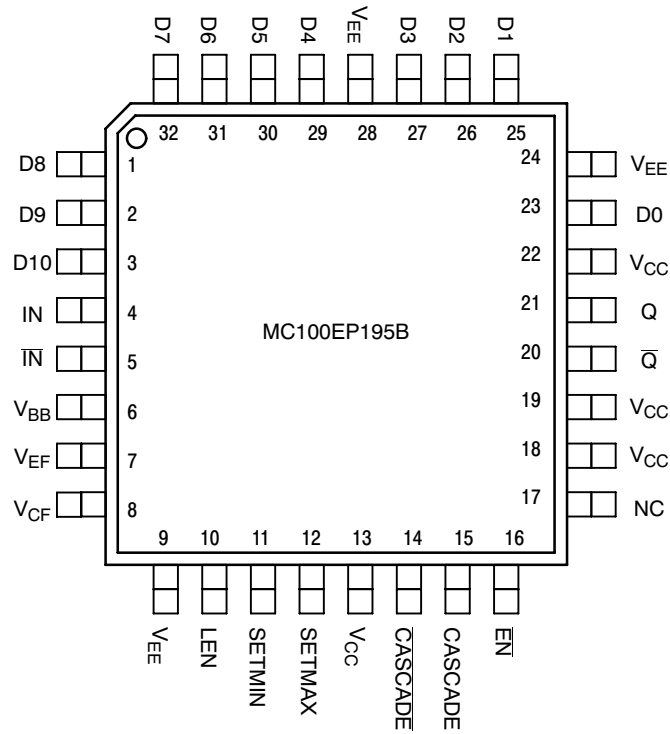 D7 D6 D5 D4 VEE D3 D2 D1
32 31 30 29 28 27 26 25
D8 1 24 VEE
D9 2 23 D0
D10 3 22 VCC
IN 4 21 Q
I̅N̅ 5 20 Q̅
VBB 6 19 VCC
VEF 7 18 VCC
VCF 8 17 NC
MC100EP195B
9 10 11 12 13 14 15 16
VEE LEN SETMIN SETMAX VCC C̅A̅S̅C̅A̅D̅E̅ CASCADE E̅N̅